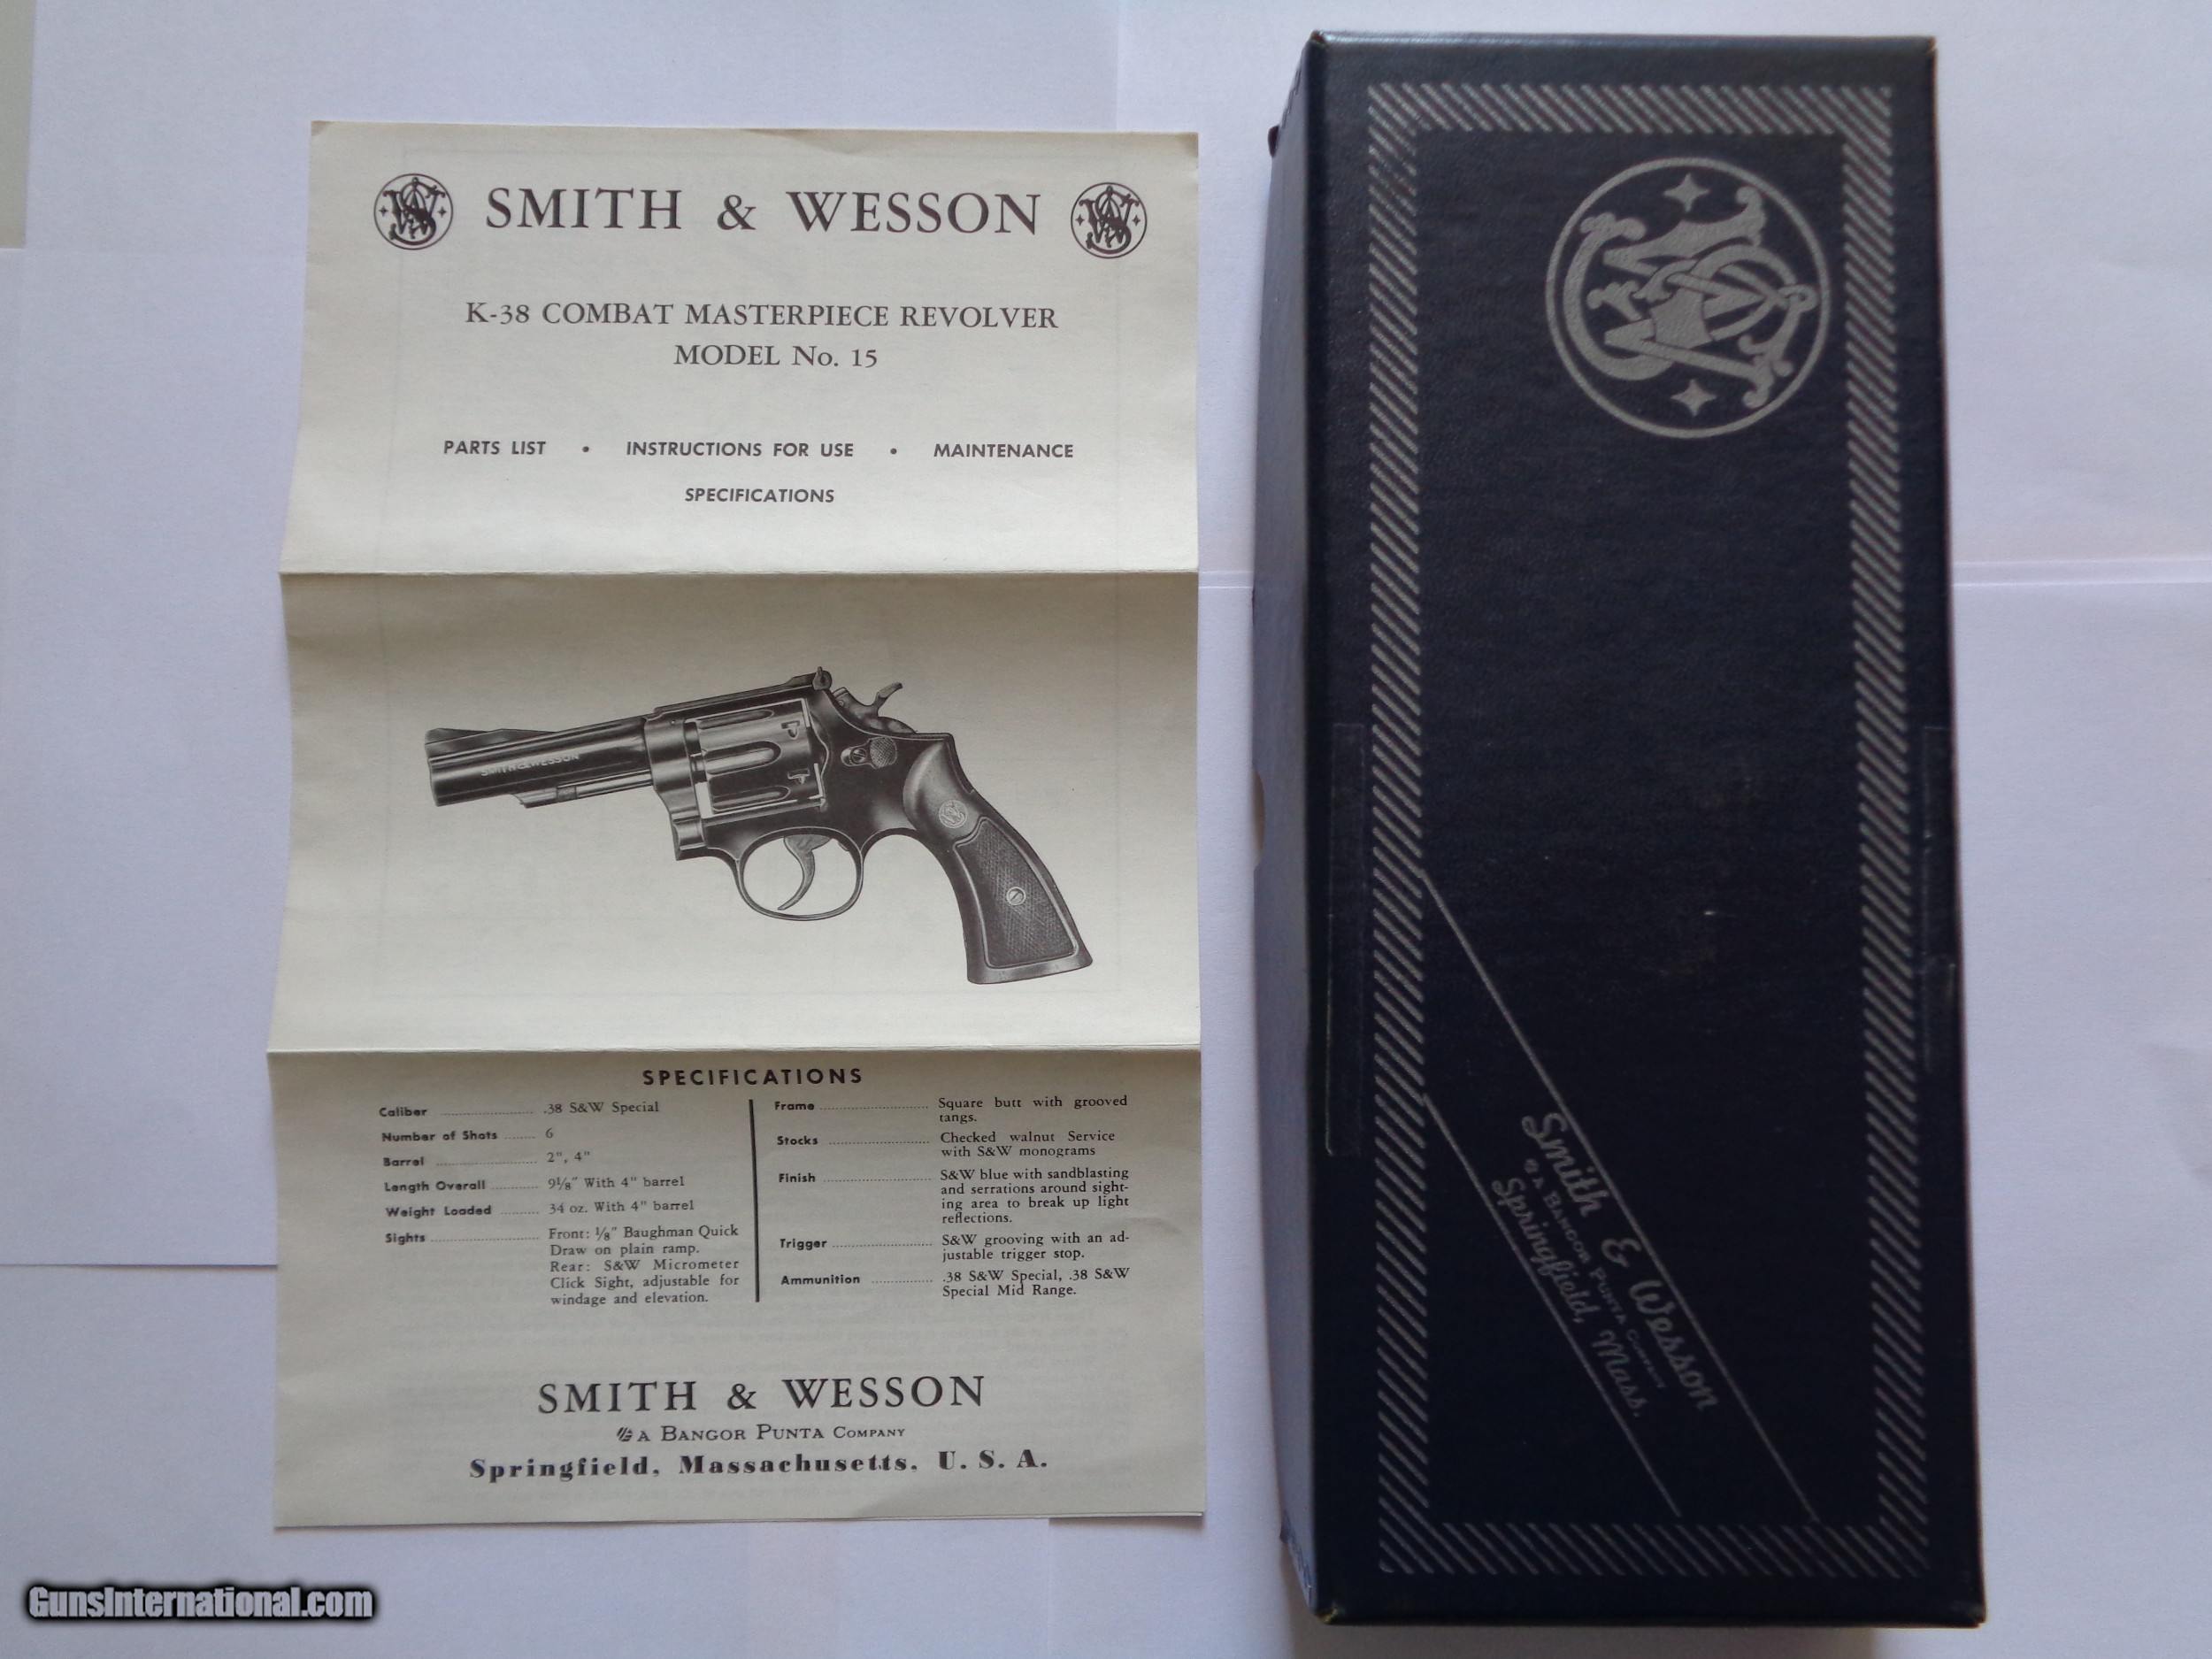 SMITH & WESSON
K-38 COMBAT MASTERPIECE REVOLVER
MODEL No. 15
PARTS LIST • INSTRUCTIONS FOR USE • MAINTENANCE
SPECIFICATIONS
SMITH & WESSON
SPECIFICATIONS
Caliber .................... .38 S&W Special
Number of Shots ........ 6
Barrel ...................... 2", 4"
Length Overall ........... 9⅛" With 4" barrel
Weight Loaded ......... 34 oz. With 4" barrel
Sights ........................ Front: ⅛" Baughman Quick
Draw on plain ramp.
Rear: S&W Micrometer
Click Sight, adjustable for
windage and elevation.
Frame ........................ Square butt with grooved
tangs.
Stocks ...................... Checked walnut Service
with S&W monograms
Finish ........................ S&W blue with sandblasting
and serrations around sight-
ing area to break up light
reflections.
Trigger ...................... S&W grooving with an ad-
justable trigger stop.
Ammunition .............. .38 S&W Special, .38 S&W
Special Mid Range.
SMITH & WESSON
A BANGOR PUNTA COMPANY
Springfield, Massachusetts. U. S. A.
Smith & Wesson
A BANGOR PUNTA COMPANY
Springfield, Mass.
GunsInternational.com